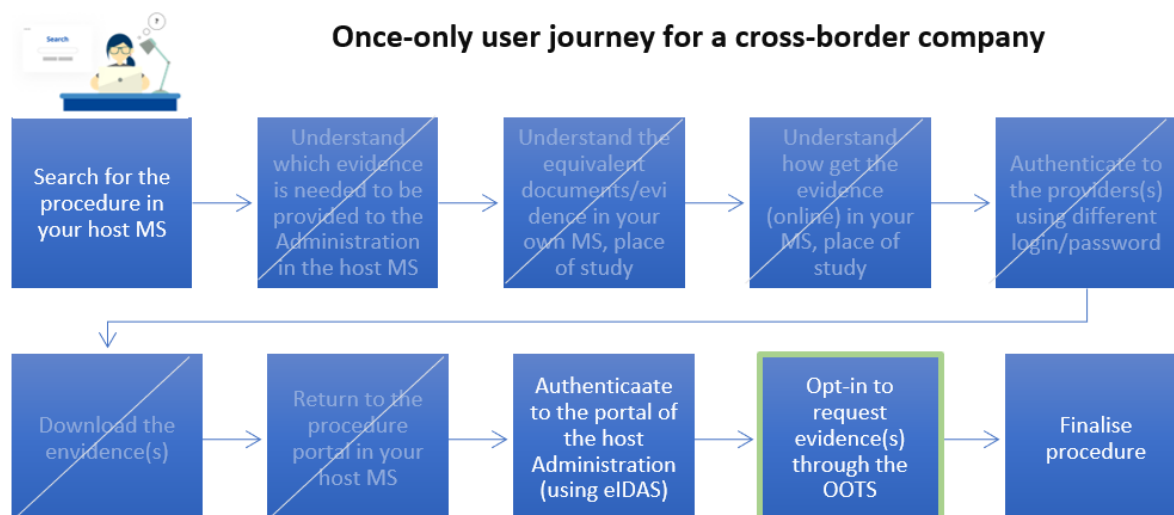 Search
?
Once-only user journey for a cross-border company
Search for the
procedure in
your host MS
Understand
which evidence
is needed to be
provided to the
Administration
in the host MS
Understand the
equivalent
documents/evi
dence in your
own MS, place
of study
Understand
how get the
evidence
(online) in your
MS, place of
study
Authenticate to
the providers(s)
using different
login/password
Download the
envidence(s)
Return to the
procedure
portal in your
host MS
Authenticaate
to the portal of
the host
Administration
(using eIDAS)
Opt-in to
request
evidence(s)
through the
OOTS
Finalise
procedure